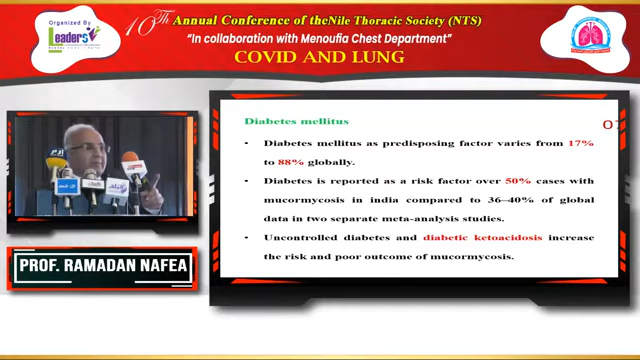 Organized By
Leaders
10Th Annual Conference of theNile Thoracic Society (NTS)
“In collaboration with Menoufia Chest Department”
COVID AND LUNG
Diabetes mellitus
• Diabetes mellitus as predisposing factor varies from 17%
to 88% globally.
• Diabetes is reported as a risk factor over 50% cases with
mucormycosis in india compared to 36–40% of global
data in two separate meta-analysis studies.
• Uncontrolled diabetes and diabetic ketoacidosis increase
the risk and poor outcome of mucormycosis.
PROF. RAMADAN NAFEA